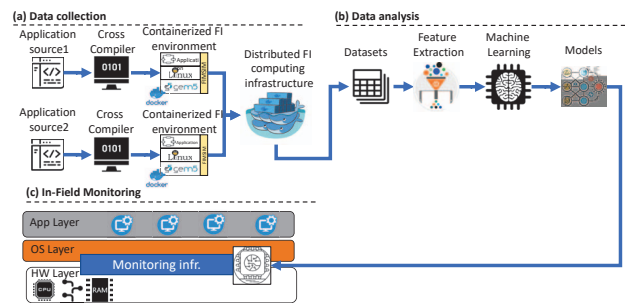 (a) Data collection
Application
source1
Cross
Compiler
Containerized FI
environment
</>
0101
Application
Linux
gem5
FIMSIM
docker
Application
source2
Cross
Compiler
Containerized FI
environment
</>
0101
Application
Linux
gem5
FIMSIM
docker
Distributed FI
computing
infrastructure
(b) Data analysis
Datasets
Feature
Extraction
Machine
Learning
Models
(c) In-Field Monitoring
App Layer
OS Layer
Monitoring infr.
HW Layer
CPU
RAM